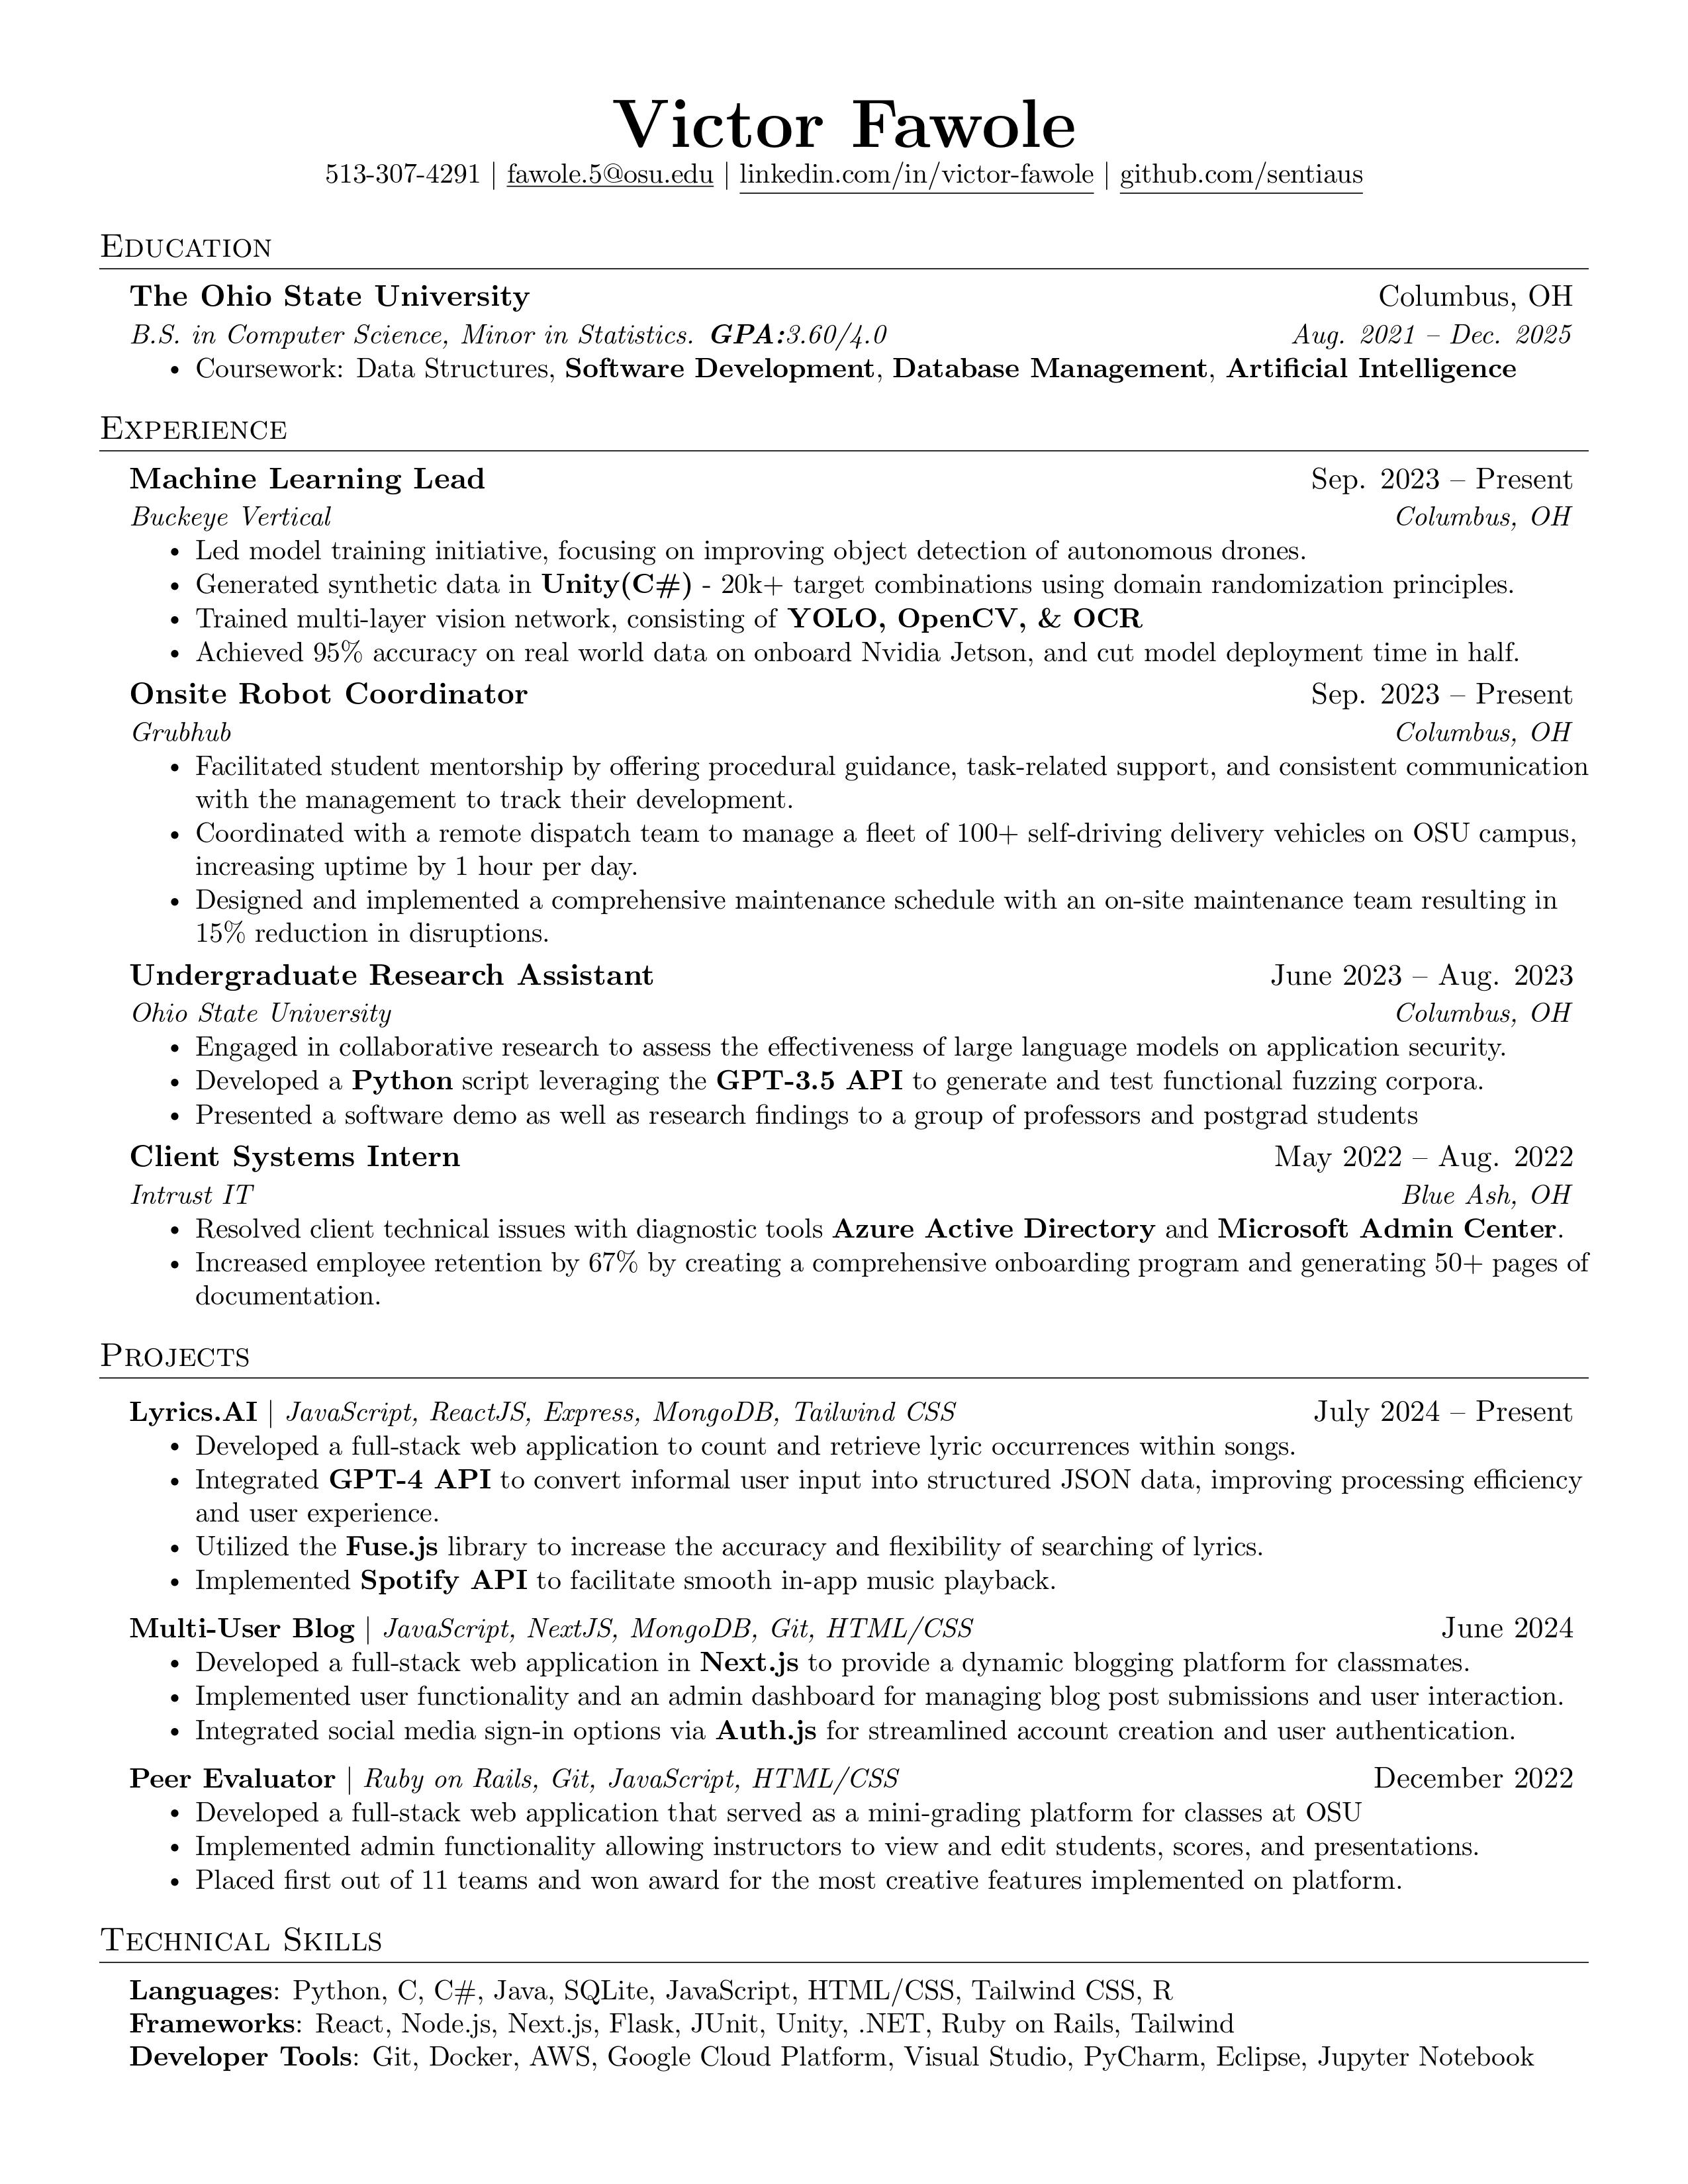 Victor Fawole
513-307-4291 | fawole.5@osu.edu | linkedin.com/in/victor-fawole | github.com/sentiaus
Education
The Ohio State University Columbus, OH
B.S. in Computer Science, Minor in Statistics. GPA:3.60/4.0 Aug. 2021 – Dec. 2025
• Coursework: Data Structures, Software Development, Database Management, Artificial Intelligence
Experience
Machine Learning Lead Sep. 2023 – Present
Buckeye Vertical Columbus, OH
• Led model training initiative, focusing on improving object detection of autonomous drones.
• Generated synthetic data in Unity(C#) - 20k+ target combinations using domain randomization principles.
• Trained multi-layer vision network, consisting of YOLO, OpenCV, & OCR
• Achieved 95% accuracy on real world data on onboard Nvidia Jetson, and cut model deployment time in half.
Onsite Robot Coordinator Sep. 2023 – Present
Grubhub Columbus, OH
• Facilitated student mentorship by offering procedural guidance, task-related support, and consistent communication
with the management to track their development.
• Coordinated with a remote dispatch team to manage a fleet of 100+ self-driving delivery vehicles on OSU campus,
increasing uptime by 1 hour per day.
• Designed and implemented a comprehensive maintenance schedule with an on-site maintenance team resulting in
15% reduction in disruptions.
Undergraduate Research Assistant June 2023 – Aug. 2023
Ohio State University Columbus, OH
• Engaged in collaborative research to assess the effectiveness of large language models on application security.
• Developed a Python script leveraging the GPT-3.5 API to generate and test functional fuzzing corpora.
• Presented a software demo as well as research findings to a group of professors and postgrad students
Client Systems Intern May 2022 – Aug. 2022
Intrust IT Blue Ash, OH
• Resolved client technical issues with diagnostic tools Azure Active Directory and Microsoft Admin Center.
• Increased employee retention by 67% by creating a comprehensive onboarding program and generating 50+ pages of
documentation.
Projects
Lyrics.AI | JavaScript, ReactJS, Express, MongoDB, Tailwind CSS July 2024 – Present
• Developed a full-stack web application to count and retrieve lyric occurrences within songs.
• Integrated GPT-4 API to convert informal user input into structured JSON data, improving processing efficiency
and user experience.
• Utilized the Fuse.js library to increase the accuracy and flexibility of searching of lyrics.
• Implemented Spotify API to facilitate smooth in-app music playback.
Multi-User Blog | JavaScript, NextJS, MongoDB, Git, HTML/CSS June 2024
• Developed a full-stack web application in Next.js to provide a dynamic blogging platform for classmates.
• Implemented user functionality and an admin dashboard for managing blog post submissions and user interaction.
• Integrated social media sign-in options via Auth.js for streamlined account creation and user authentication.
Peer Evaluator | Ruby on Rails, Git, JavaScript, HTML/CSS December 2022
• Developed a full-stack web application that served as a mini-grading platform for classes at OSU
• Implemented admin functionality allowing instructors to view and edit students, scores, and presentations.
• Placed first out of 11 teams and won award for the most creative features implemented on platform.
Technical Skills
Languages: Python, C, C#, Java, SQLite, JavaScript, HTML/CSS, Tailwind CSS, R
Frameworks: React, Node.js, Next.js, Flask, JUnit, Unity, .NET, Ruby on Rails, Tailwind
Developer Tools: Git, Docker, AWS, Google Cloud Platform, Visual Studio, PyCharm, Eclipse, Jupyter Notebook